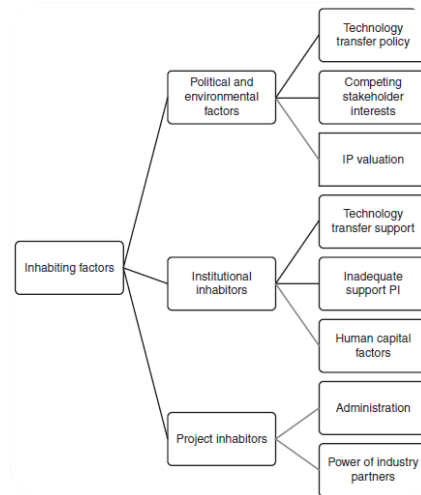 Inhabiting factors
Political and
environmental
factors
Technology
transfer policy
Competing
stakeholder
interests
IP valuation
Institutional
inhabitors
Technology
transfer support
Inadequate
support PI
Human capital
factors
Project inhabitors
Administration
Power of industry
partners